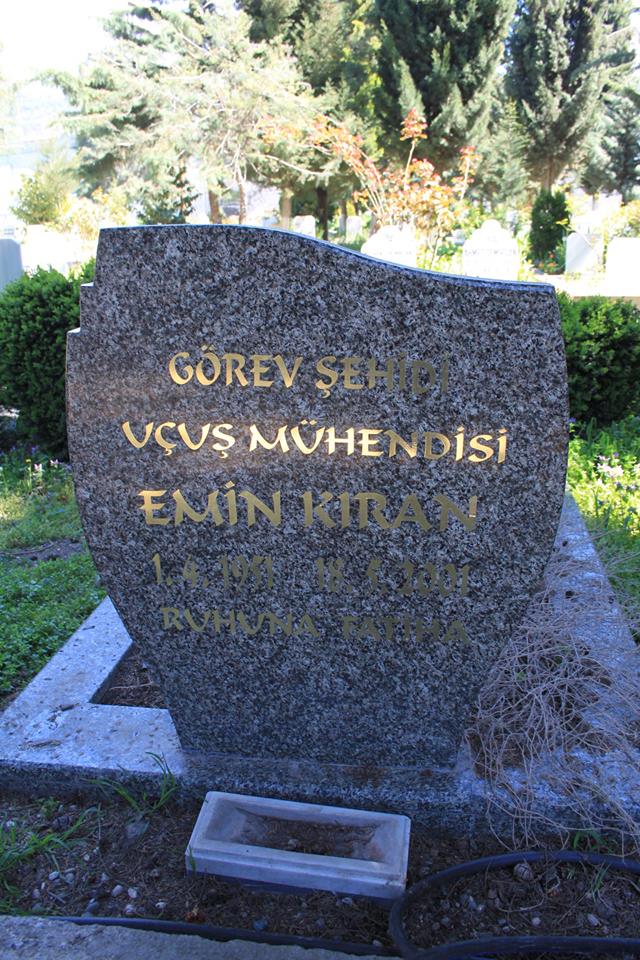 GÖREV ŞEHİDİ
UÇUŞ MÜHENDİSİ
EMİN KIRAN
1.4.1951 18.5.2001
RUHUNA FATİHA